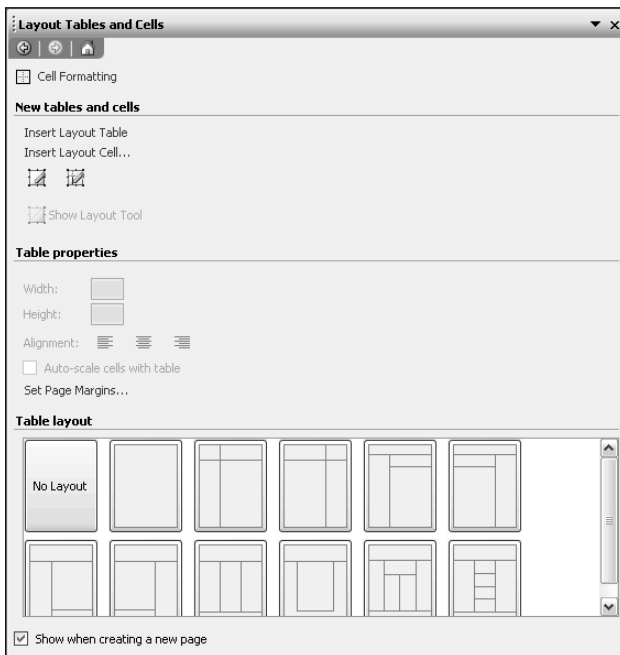 Layout Tables and Cells
Cell Formatting
New tables and cells
Insert Layout Table
Insert Layout Cell...
Show Layout Tool
Table properties
Width:
Height:
Alignment:
Auto-scale cells with table
Set Page Margins...
Table layout
No Layout
Show when creating a new page